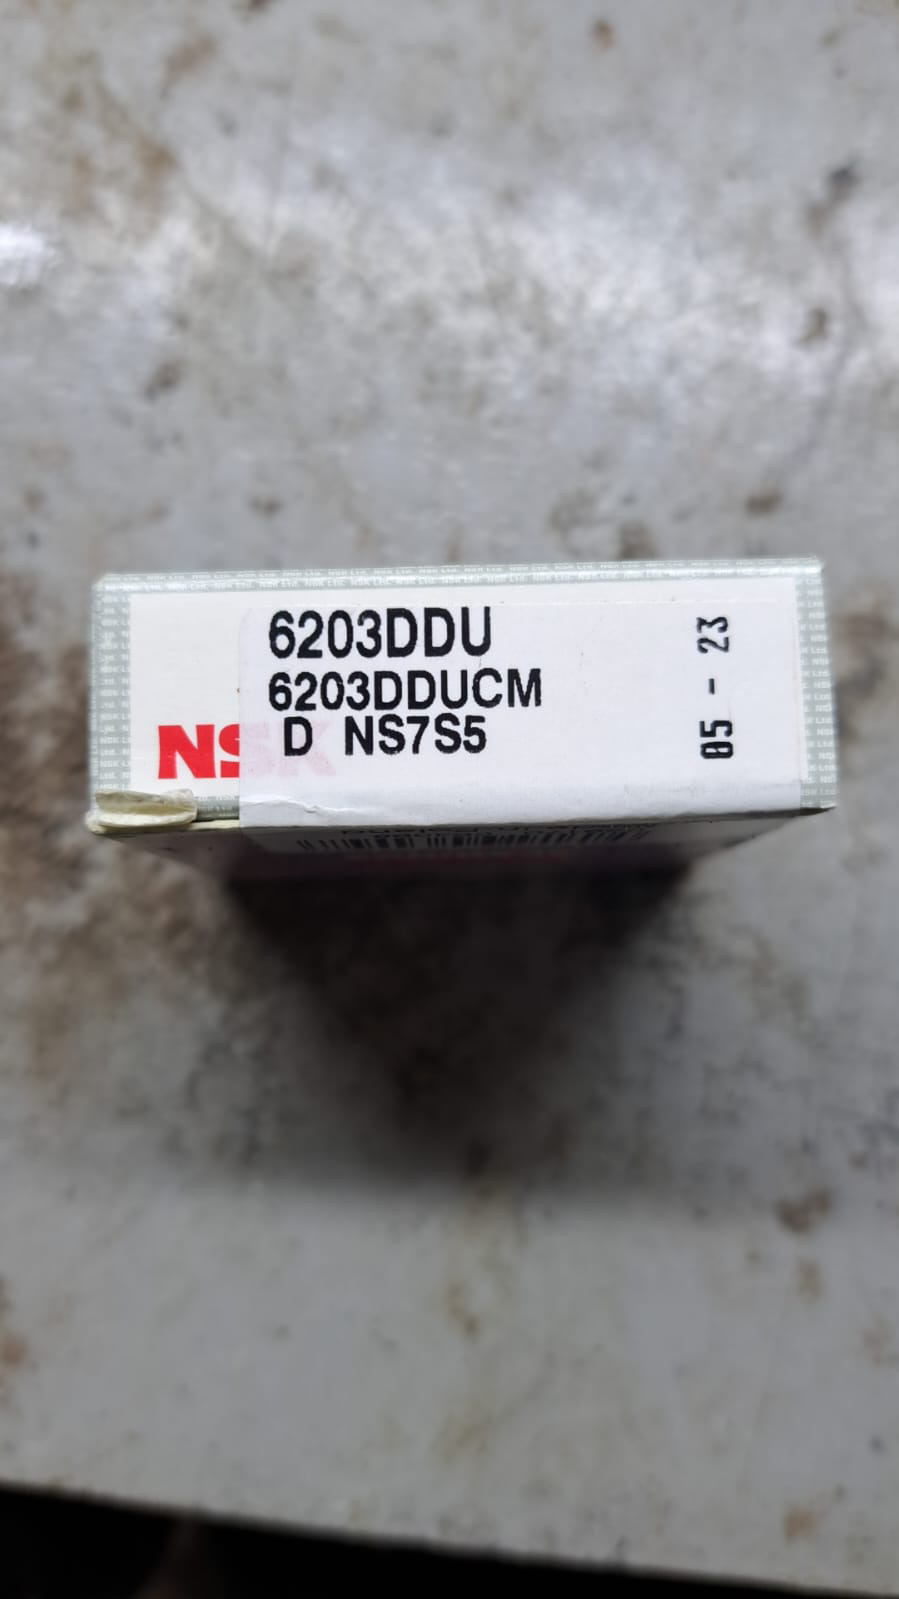 6203DDU
6203DDUCM
D NS7S5
NSK
05 - 23